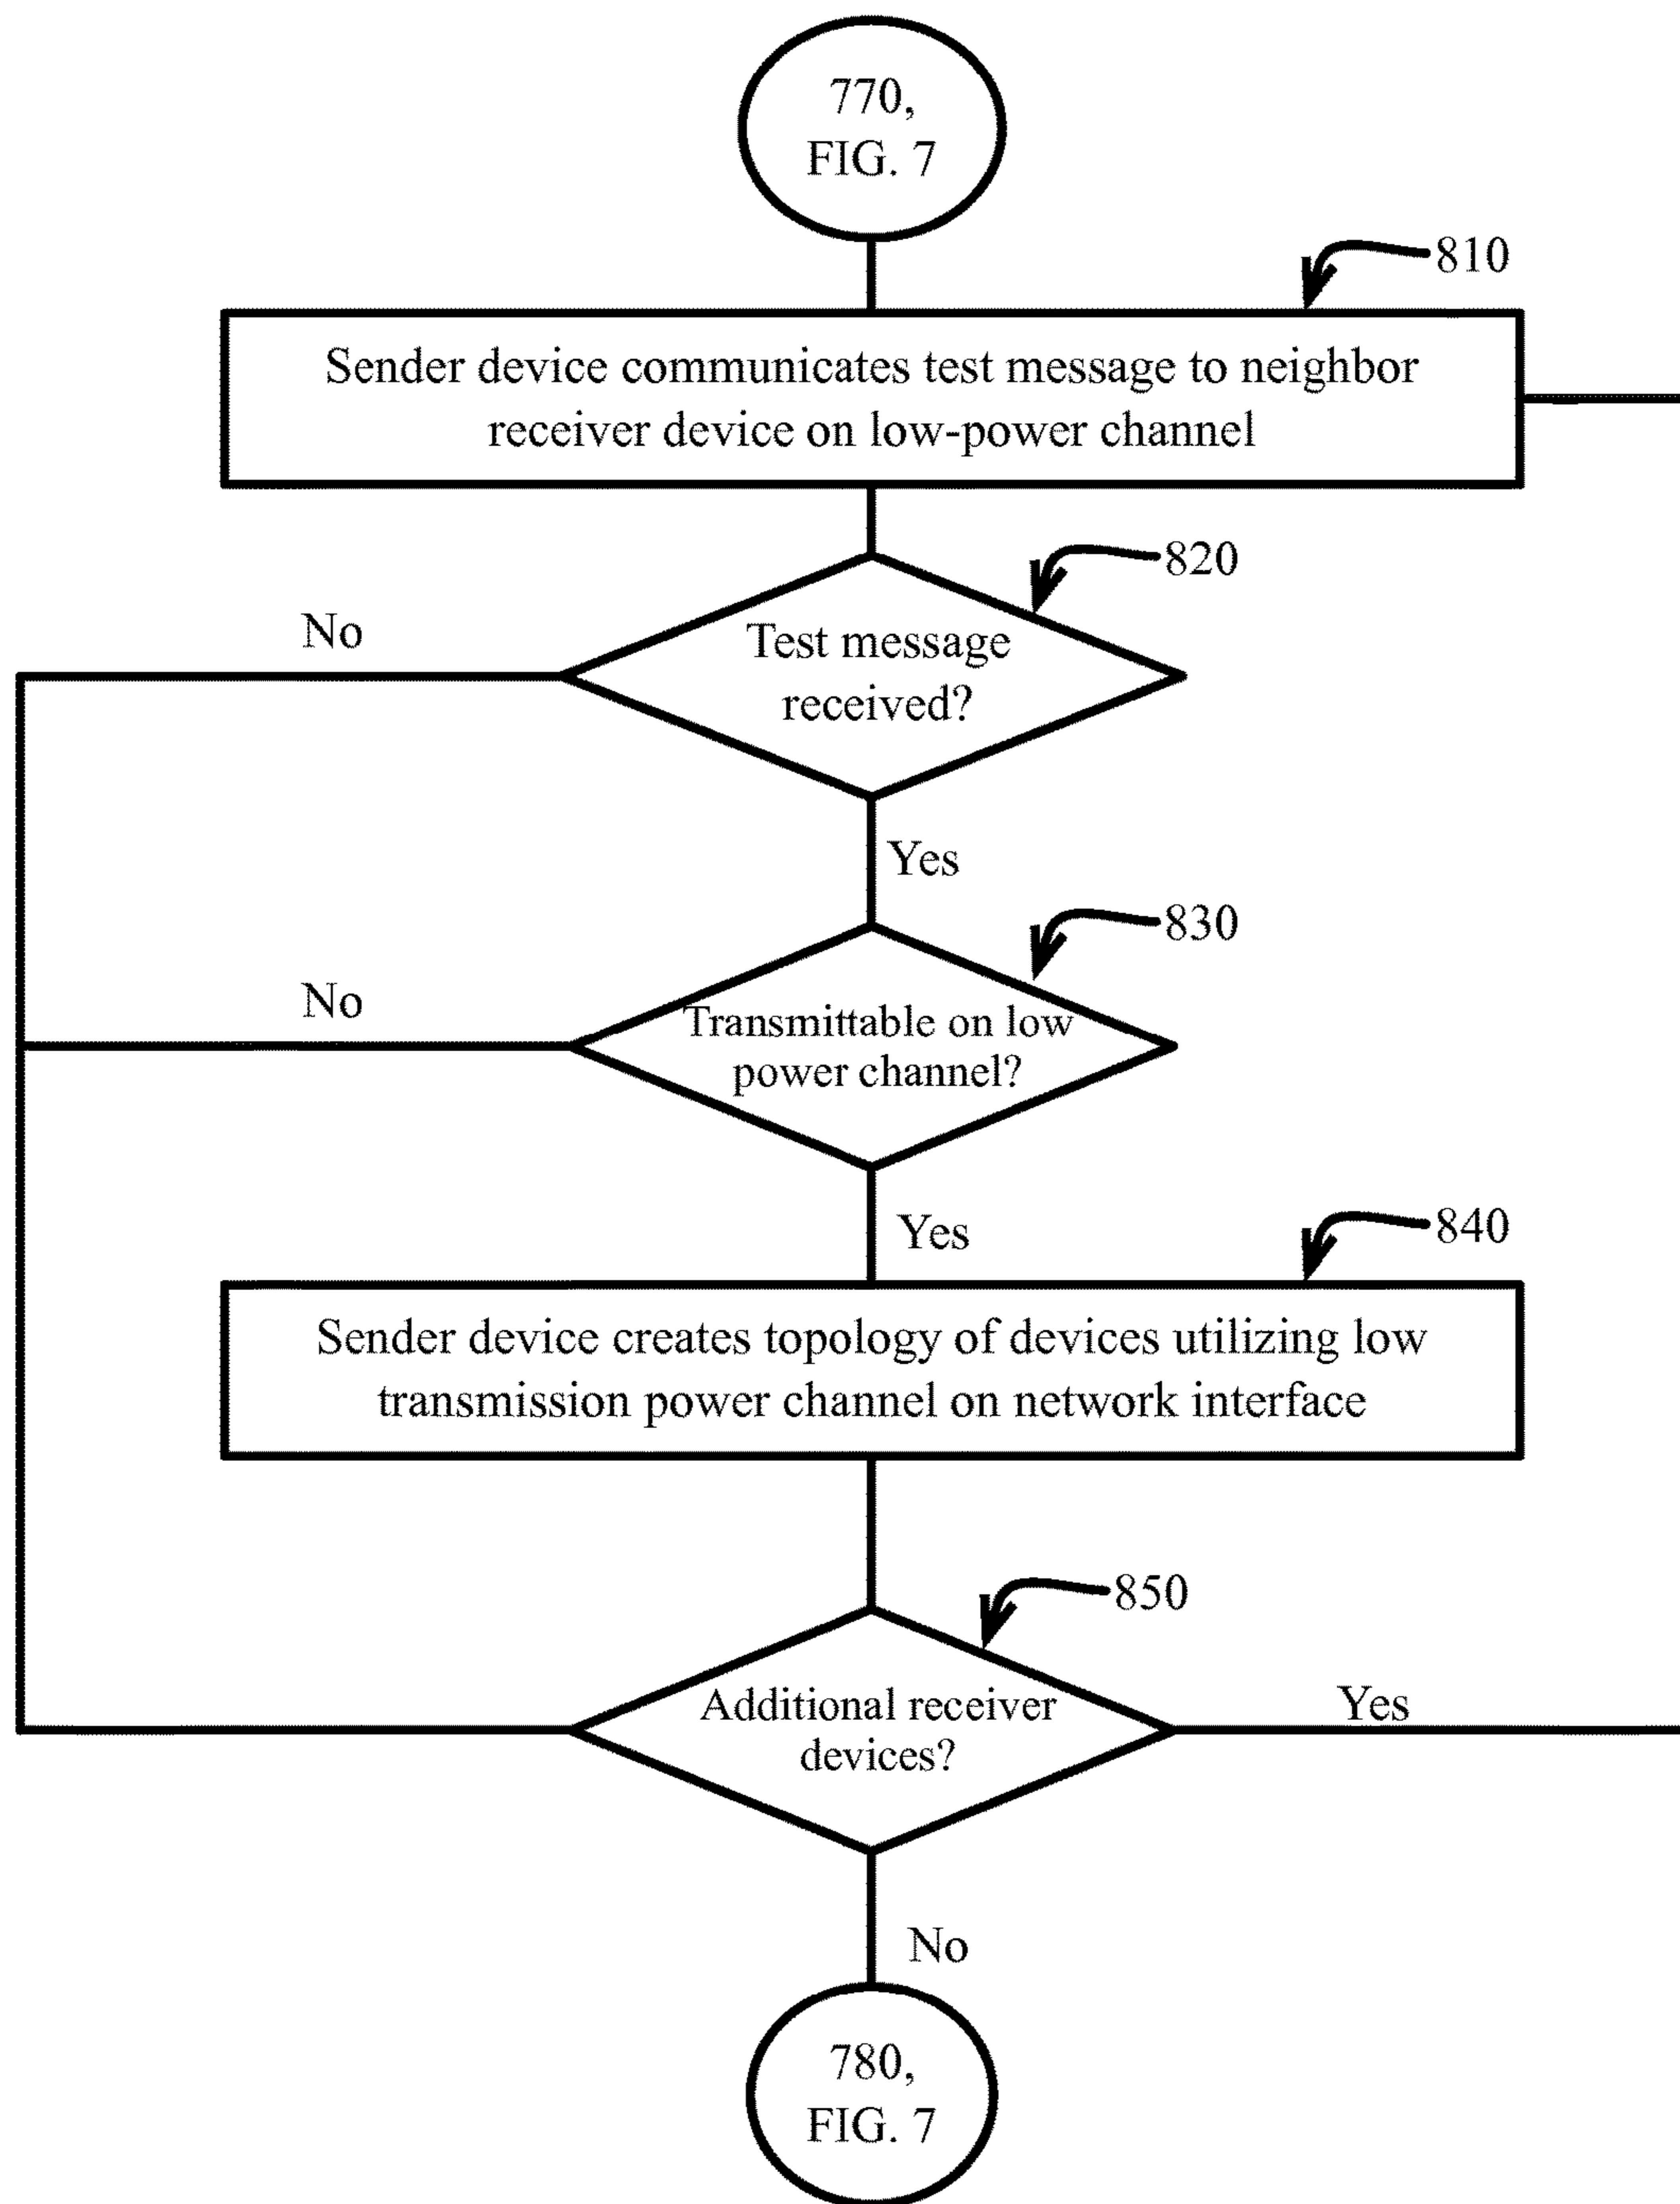 770,
FIG. 7
810
Sender device communicates test message to neighbor
receiver device on low-power channel
820
No
Test message
received?
Yes
830
No
Transmittable on low
power channel?
Yes
840
Sender device creates topology of devices utilizing low
transmission power channel on network interface
850
Additional receiver
devices?
Yes
No
780,
FIG. 7